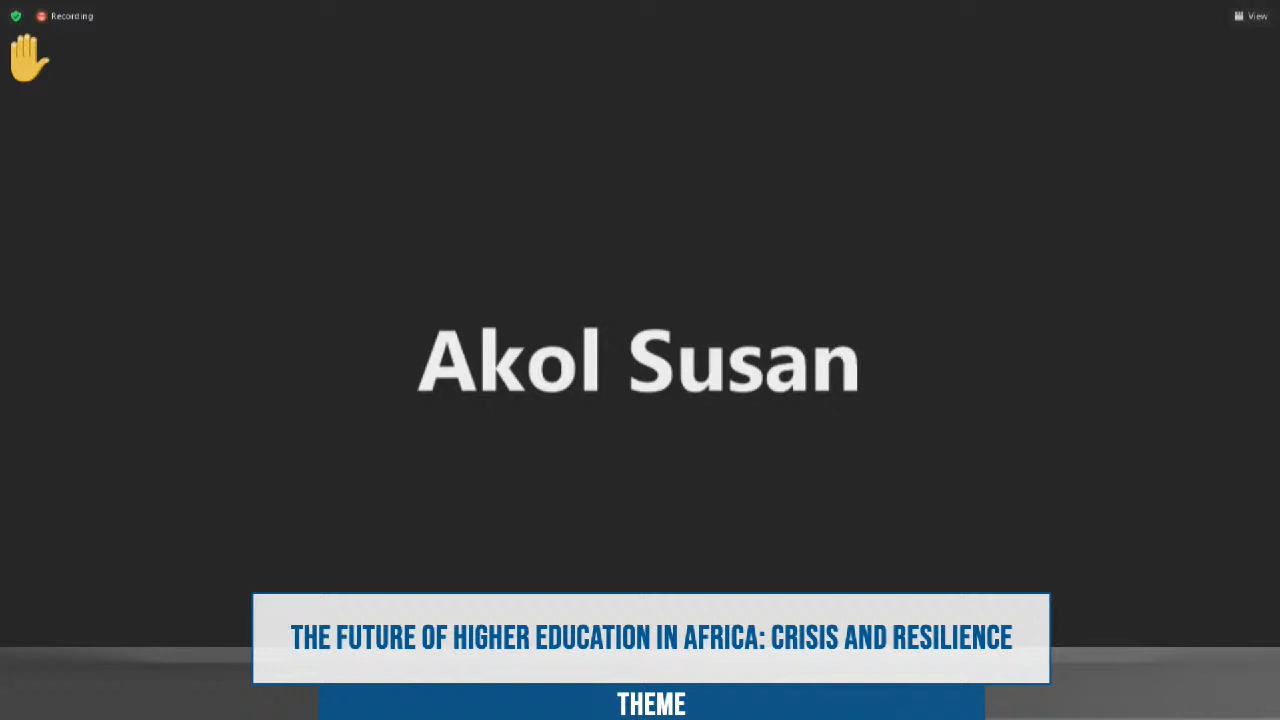 Recording
View
Akol Susan
THE FUTURE OF HIGHER EDUCATION IN AFRICA: CRISIS AND RESILIENCE
THEME